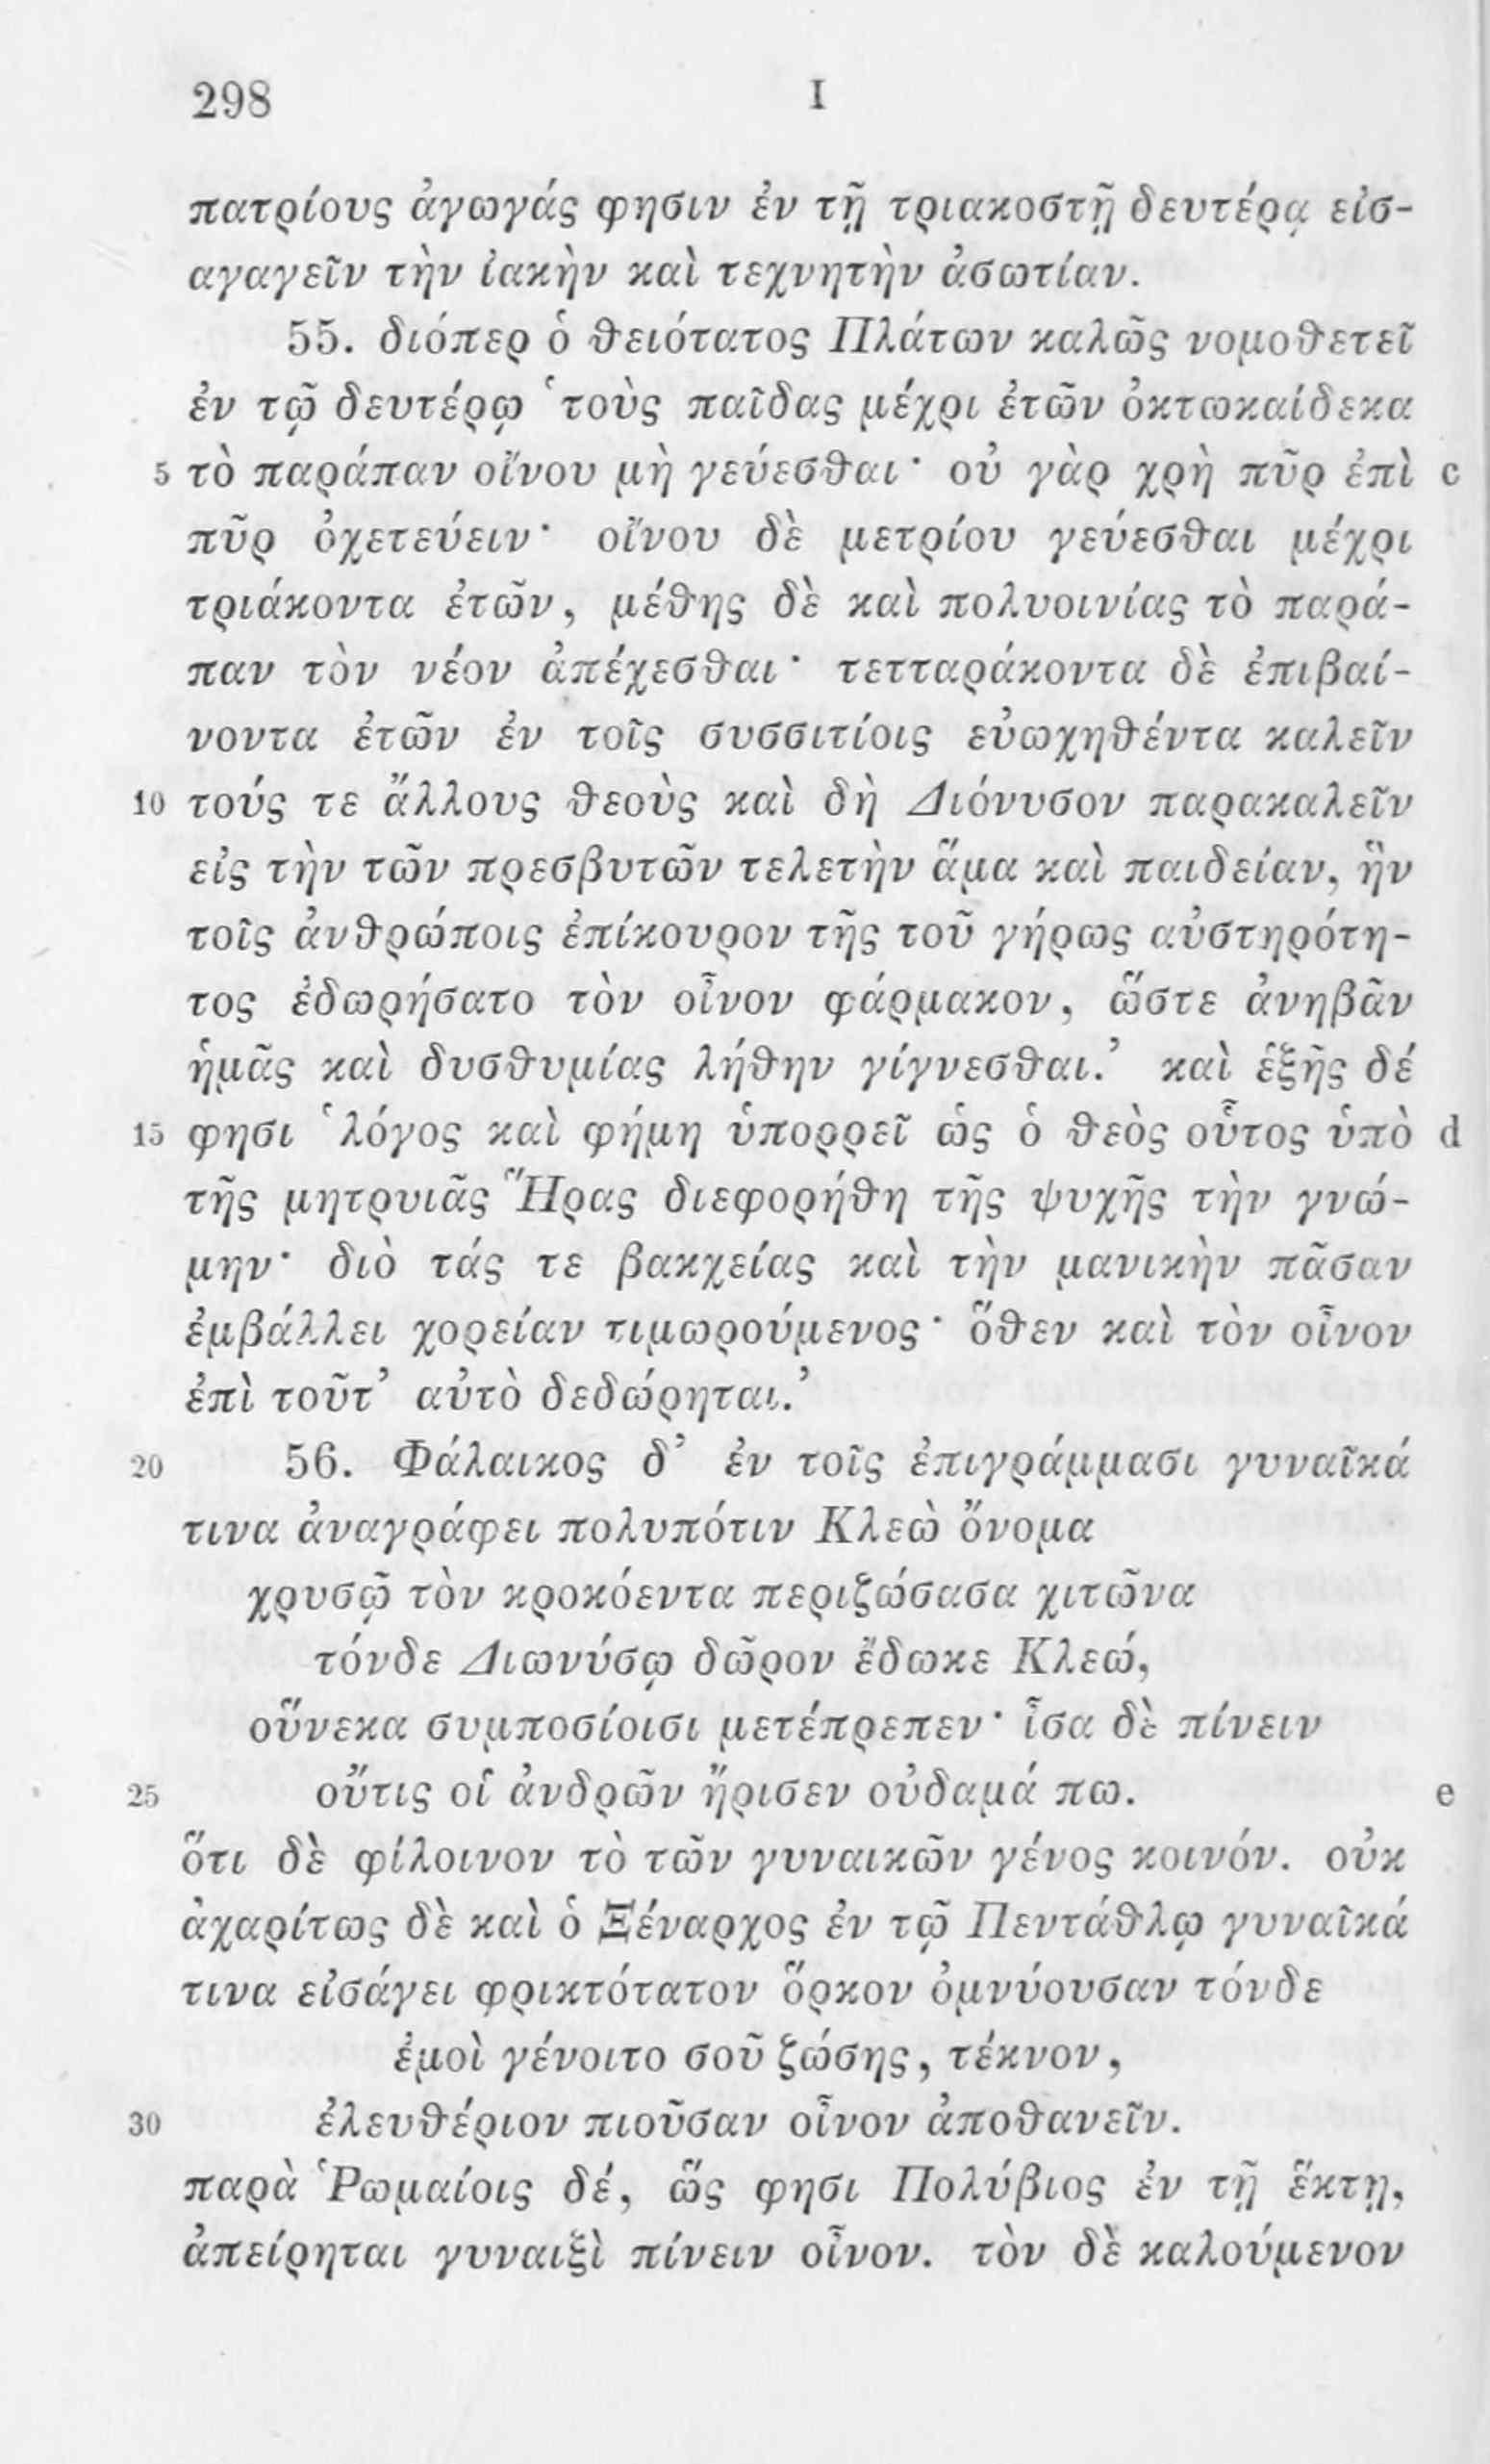 298 I
πατρίους ἀγωγάς φησιν ἐν τῇ τριακοστῇ δευτέρᾳ εἰσ-
αγαγεῖν τὴν ἰακὴν καὶ τεχνητὴν ἀσωτίαν.
55. διόπερ ὁ θειότατος Πλάτων καλῶς νομοθετεῖ
ἐν τῷ δευτέρῳ ‘τοὺς παῖδας μέχρι ἐτῶν ὀκτωκαίδεκα
5 τὸ παράπαν οἴνου μὴ γεύεσθαι· οὐ γὰρ χρὴ πῦρ ἐπὶ c
πῦρ ὀχετεύειν· οἴνου δὲ μετρίου γεύεσθαι μέχρι
τριάκοντα ἐτῶν, μέθης δὲ καὶ πολυοινίας τὸ παρά-
παν τὸν νέον ἀπέχεσθαι· τετταράκοντα δὲ ἐπιβαί-
νοντα ἐτῶν ἐν τοῖς συσσιτίοις εὐωχηθέντα καλεῖν
10 τούς τε ἄλλους θεοὺς καὶ δὴ Διόνυσον παρακαλεῖν
εἰς τὴν τῶν πρεσβυτῶν τελετὴν ἅμα καὶ παιδείαν, ἣν
τοῖς ἀνθρώποις ἐπίκουρον τῆς τοῦ γήρως αὐστηρότη-
τος ἐδωρήσατο τὸν οἶνον φάρμακον, ὥστε ἀνηβᾶν
ἡμᾶς καὶ δυσθυμίας λήθην γίγνεσθαι.’ καὶ ἑξῆς δέ
15 φησι ‘λόγος καὶ φήμη ὑπορρεῖ ὡς ὁ θεὸς οὗτος ὑπὸ d
τῆς μητρυιᾶς Ἥρας διεφορήθη τῆς ψυχῆς τὴν γνώ-
μην· διὸ τάς τε βακχείας καὶ τὴν μανικὴν πᾶσαν
ἐμβάλλει χορείαν τιμωρούμενος· ὅθεν καὶ τὸν οἶνον
ἐπὶ τοῦτ’ αὐτὸ δεδώρηται.’
20 56. Φάλαικος δ’ ἐν τοῖς ἐπιγράμμασι γυναῖκά
τινα ἀναγράφει πολυπότιν Κλεὼ ὄνομα
χρυσῷ τὸν κροκόεντα περιζώσασα χιτῶνα
τόνδε Διωνύσῳ δῶρον ἔδωκε Κλεώ,
οὕνεκα συμποσίοισι μετέπρεπεν· ἶσα δὲ πίνειν
25 οὔτις οἱ ἀνδρῶν ἤρισεν οὐδαμά πω. e
ὅτι δὲ φίλοινον τὸ τῶν γυναικῶν γένος κοινόν. οὐκ
ἀχαρίτως δὲ καὶ ὁ Ξέναρχος ἐν τῷ Πεντάθλῳ γυναῖκά
τινα εἰσάγει φρικτότατον ὅρκον ὀμνύουσαν τόνδε
ἐμοὶ γένοιτο σοῦ ζώσης, τέκνον,
30 ἐλευθέριον πιοῦσαν οἶνον ἀποθανεῖν.
παρὰ Ῥωμαίοις δέ, ὥς φησι Πολύβιος ἐν τῇ ἕκτῃ,
ἀπείρηται γυναιξὶ πίνειν οἶνον. τὸν δὲ καλούμενον